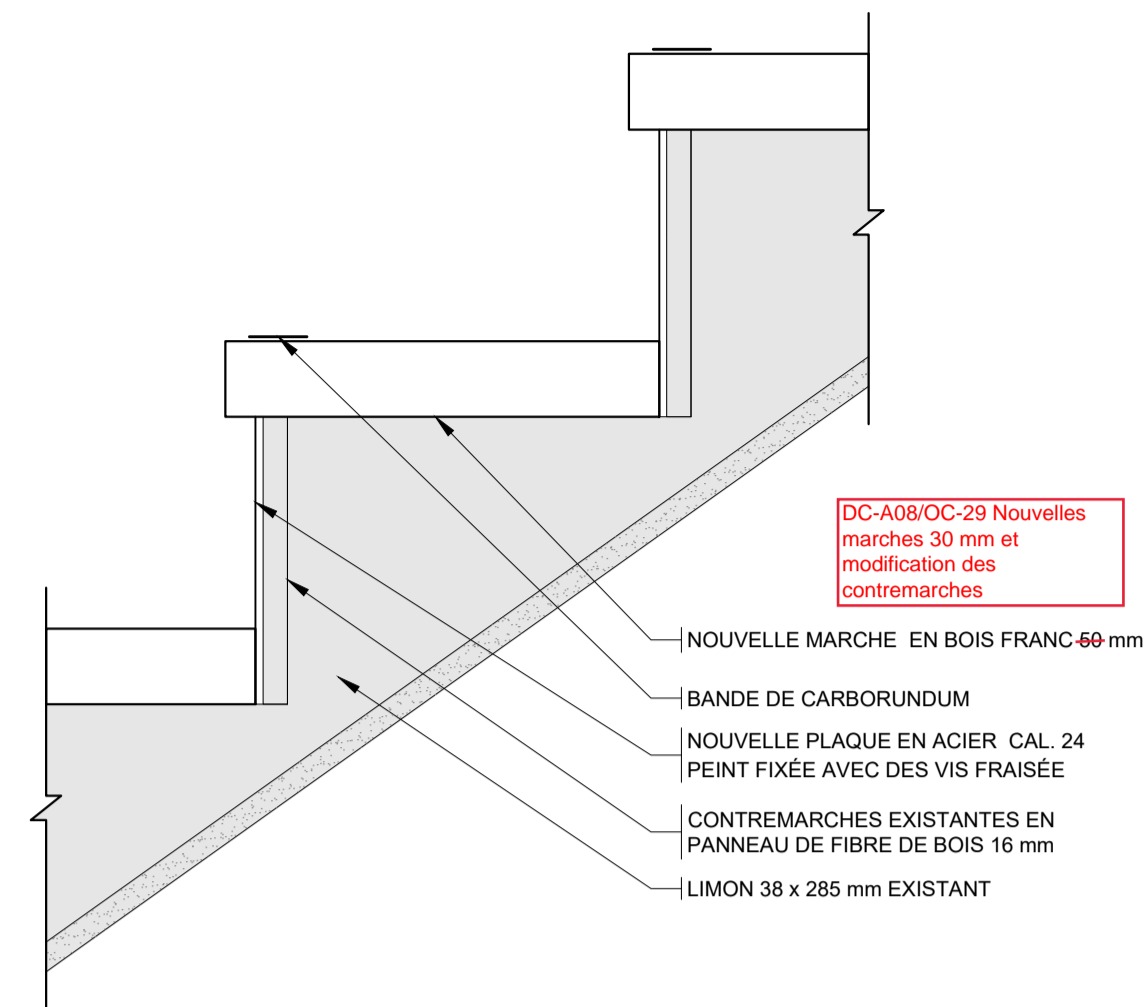 DC-A08/OC-29 Nouvelles
marches 30 mm et
modification des
contremarches
NOUVELLE MARCHE EN BOIS FRANC 50 mm
BANDE DE CARBORUNDUM
NOUVELLE PLAQUE EN ACIER CAL. 24
PEINT FIXÉE AVEC DES VIS FRAISÉE
CONTREMARCHES EXISTANTES EN
PANNEAU DE FIBRE DE BOIS 16 mm
LIMON 38 x 285 mm EXISTANT